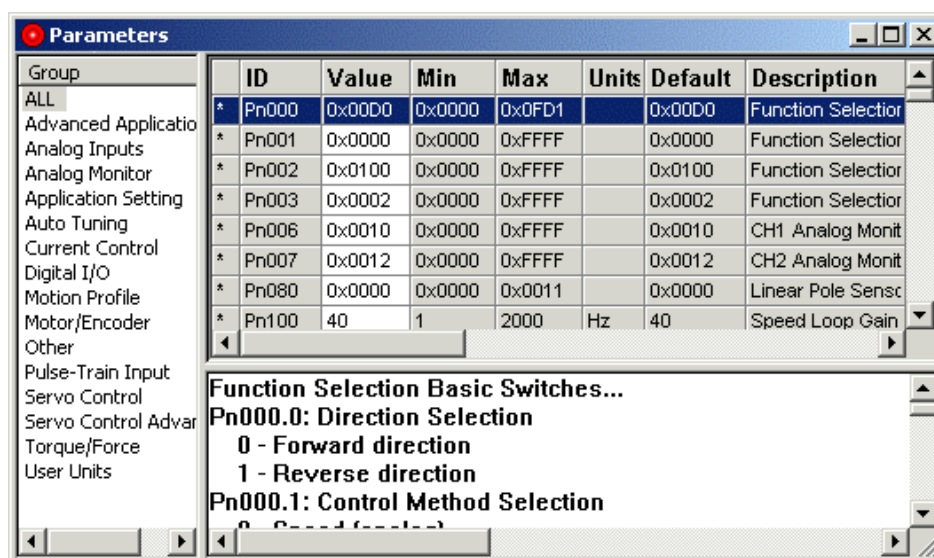 Parameters
Group
ALL
Advanced Applicatio
Analog Inputs
Analog Monitor
Application Setting
Auto Tuning
Current Control
Digital I/O
Motion Profile
Motor/Encoder
Other
Pulse-Train Input
Servo Control
Servo Control Advar
Torque/Force
User Units
ID Value Min Max Units Default Description
* Pn000 0x00D0 0x0000 0x0FD1 0x00D0 Function Selection
* Pn001 0x0000 0x0000 0xFFFF 0x0000 Function Selection
* Pn002 0x0100 0x0000 0xFFFF 0x0100 Function Selection
* Pn003 0x0002 0x0000 0xFFFF 0x0002 Function Selection
* Pn006 0x0010 0x0000 0xFFFF 0x0010 CH1 Analog Monit
* Pn007 0x0012 0x0000 0xFFFF 0x0012 CH2 Analog Monit
* Pn080 0x0000 0x0000 0x0011 0x0000 Linear Pole Senso
* Pn100 40 1 2000 Hz 40 Speed Loop Gain
Function Selection Basic Switches...
Pn000.0: Direction Selection
0 - Forward direction
1 - Reverse direction
Pn000.1: Control Method Selection